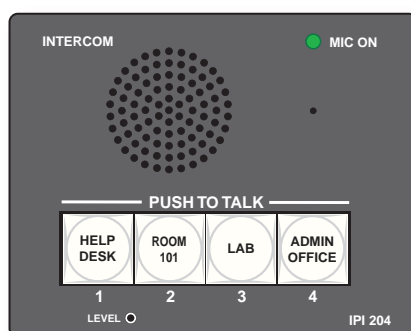 INTERCOM
MIC ON
PUSH TO TALK
HELP
DESK
ROOM
101
LAB
ADMIN
OFFICE
1 2 3 4
LEVEL
IPI 204